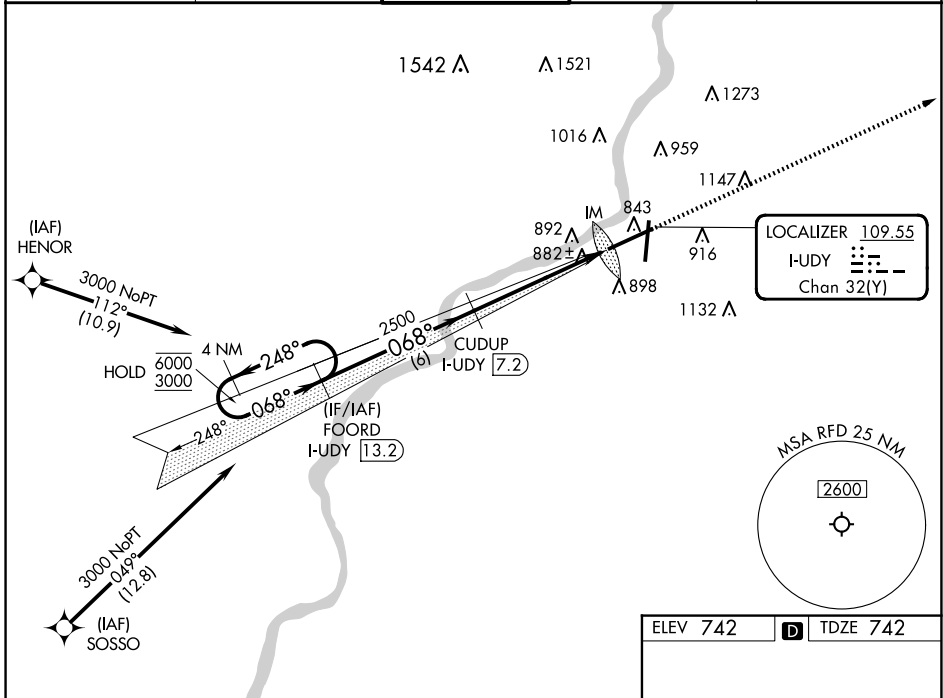 1542
1521
1273
1016
959
1147
IM
843
892
882±
916
898
1132
LOCALIZER 109.55
I-UDY
Chan 32(Y)
(IAF)
HENOR
3000 NoPT
112°
(10.9)
HOLD
6000
3000
4 NM
248°
2500
068°
(6)
CUDUP
I-UDY 7.2
068°
248°
(IF/IAF)
FOORD
I-UDY 13.2
3000 NoPT
049°
(12.8)
(IAF)
SOSSO
MSA RFD 25 NM
2600
ELEV 742 D TDZE 742